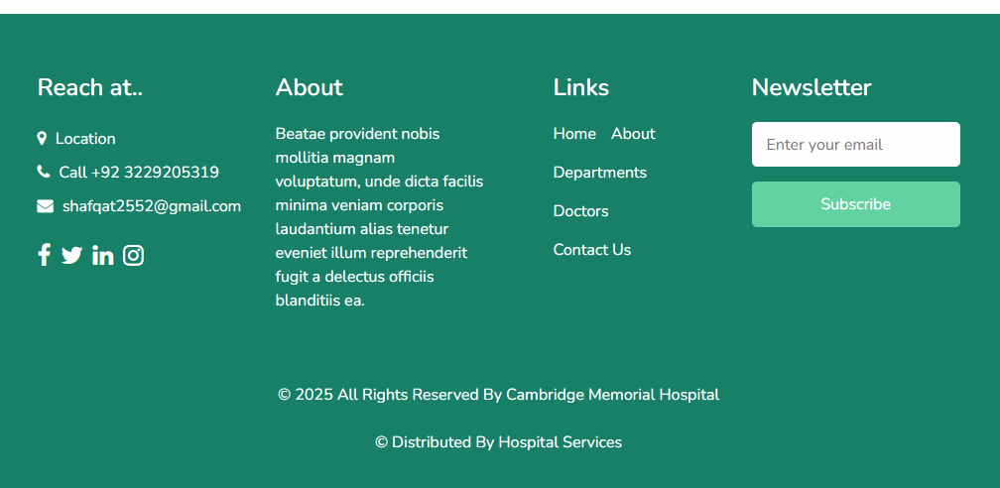 Reach at..
Location
Call +92 3229205319
shafqat2552@gmail.com
About
Beatae provident nobis
mollitia magnam
voluptatum, unde dicta facilis
minima veniam corporis
laudantium alias tenetur
eveniet illum reprehenderit
fugit a delectus officiis
blanditiis ea.
Links
Home About
Departments
Doctors
Contact Us
Newsletter
Enter your email
Subscribe
© 2025 All Rights Reserved By Cambridge Memorial Hospital
© Distributed By Hospital Services